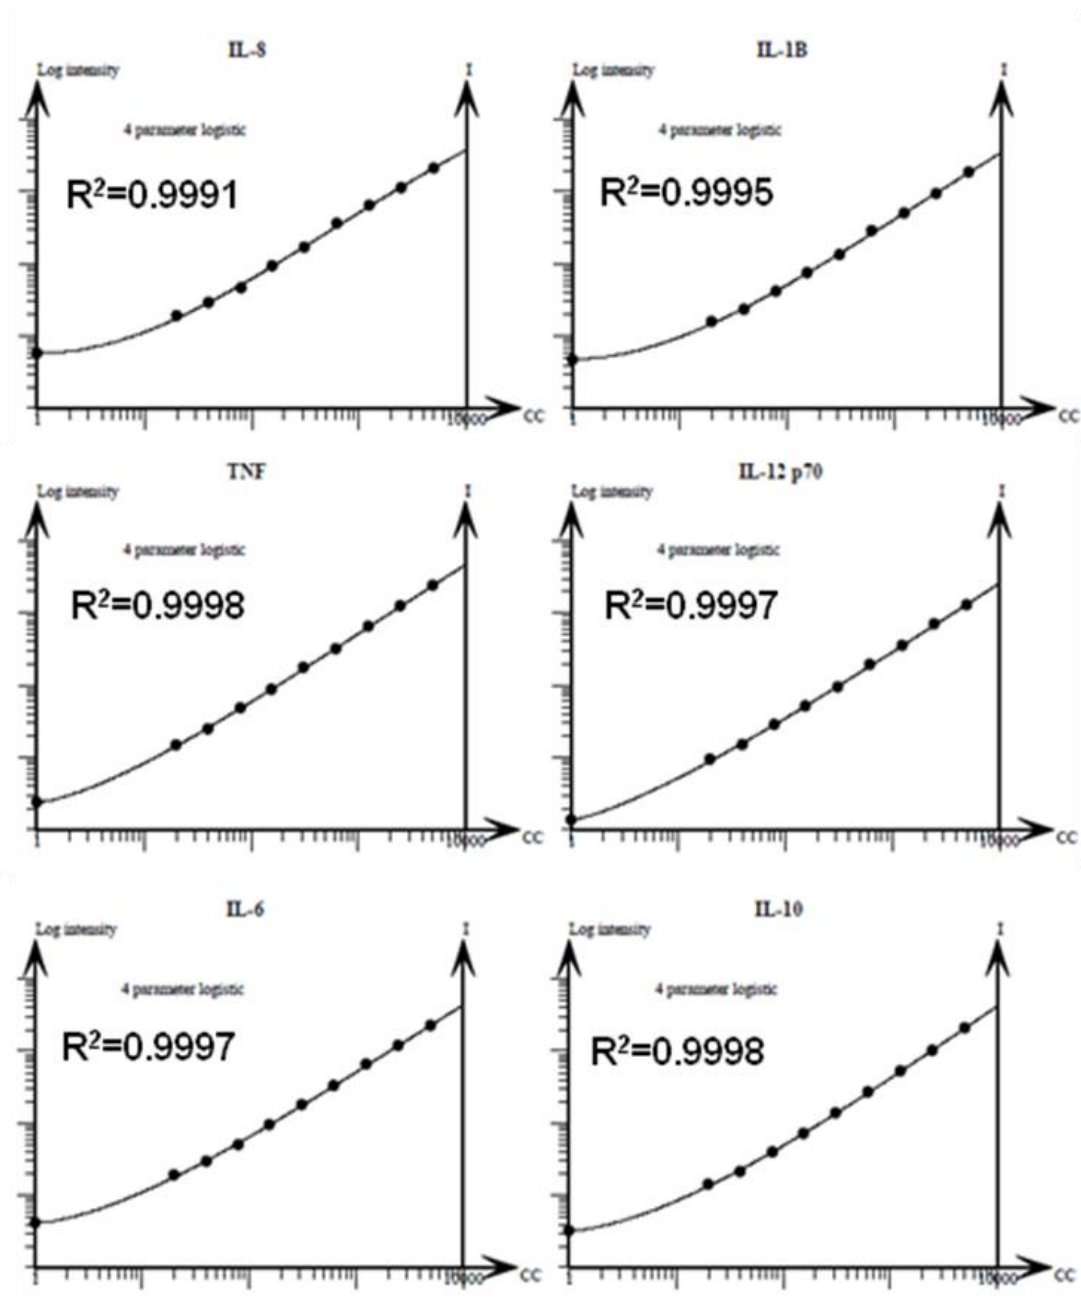 IL-8
Log intensity
I
4 parameter logistic
R²=0.9991
1
10000
CC
IL-1B
Log intensity
I
4 parameter logistic
R²=0.9995
1
10000
CC
TNF
Log intensity
I
4 parameter logistic
R²=0.9998
1
10000
CC
IL-12 p70
Log intensity
I
4 parameter logistic
R²=0.9997
1
10000
CC
IL-6
Log intensity
I
4 parameter logistic
R²=0.9997
1
10000
CC
IL-10
Log intensity
I
4 parameter logistic
R²=0.9998
1
10000
CC